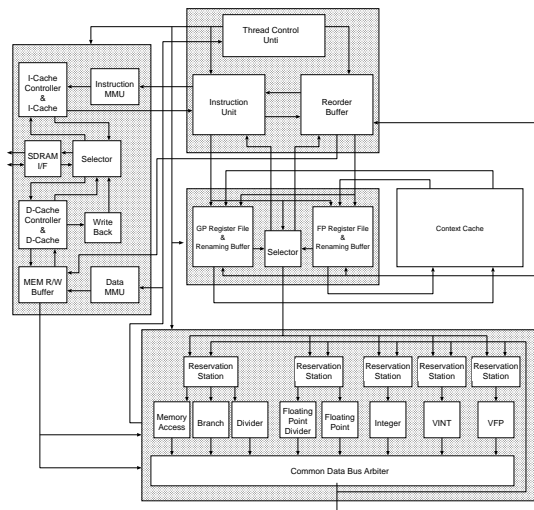 Thread Control
Unti
I-Cache
Controller
&
I-Cache
Instruction
MMU
Instruction
Unit
Reorder
Buffer
SDRAM
I/F
Selector
D-Cache
Controller
&
D-Cache
Write
Back
MEM R/W
Buffer
Data
MMU
GP Register File
&
Renaming Buffer
Selector
FP Register File
&
Renaming Buffer
Context Cache
Reservation
Station
Reservation
Station
Reservation
Station
Reservation
Station
Reservation
Station
Memory
Access
Branch
Divider
Floating
Point
Divider
Floating
Point
Integer
VINT
VFP
Common Data Bus Arbiter